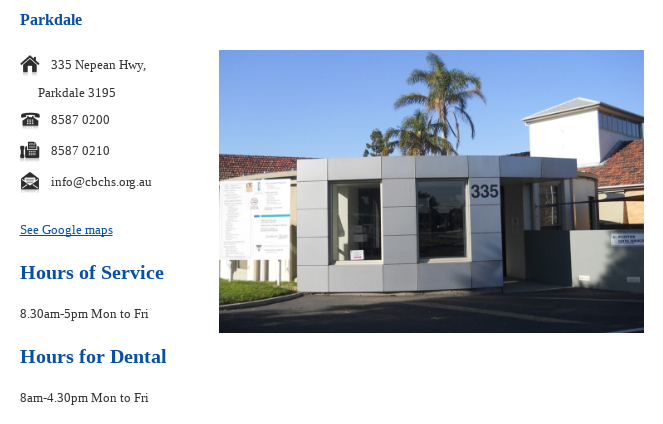 Parkdale
335 Nepean Hwy,
Parkdale 3195
8587 0200
8587 0210
info@cbchs.org.au
See Google maps
Hours of Service
8.30am-5pm Mon to Fri
Hours for Dental
8am-4.30pm Mon to Fri
335